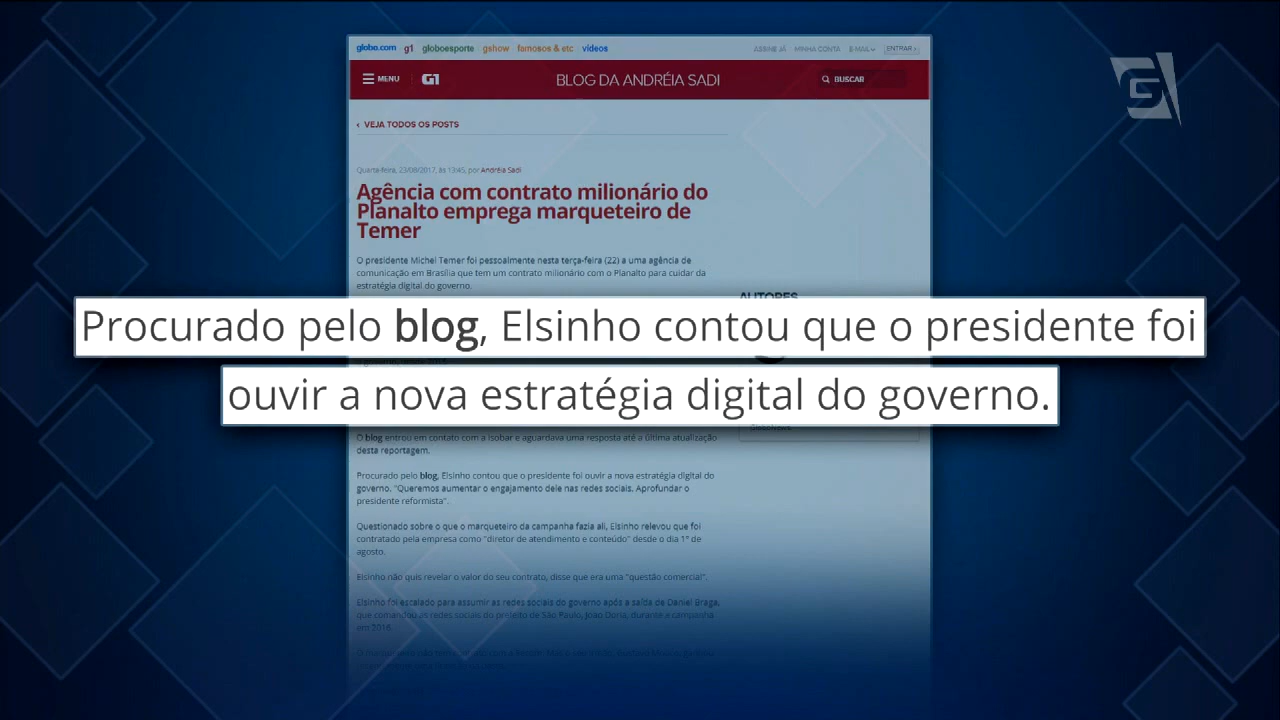 globo.com g1 globoesporte gshow famosos & etc vídeos ASSINE JÁ MINHA CONTA E-MAIL ENTRAR ›
MENU G1 BLOG DA ANDRÉIA SADI BUSCAR
‹ VEJA TODOS OS POSTS
Quarta-feira, 23/08/2017, às 13:45, por Andréia Sadi
Agência com contrato milionário do
Planalto emprega marqueteiro de
Temer
O presidente Michel Temer foi pessoalmente nesta terça-feira (22) a uma agência de
comunicação em Brasília que tem um contrato milionário com o Planalto para cuidar da
estratégia digital do governo.
AUTORES
Procurado pelo blog, Elsinho contou que o presidente foi
ouvir a nova estratégia digital do governo.
GloboNews.
O blog entrou em contato com a Isobar e aguardava uma resposta até a última atualização
desta reportagem.
Procurado pelo blog, Elsinho contou que o presidente foi ouvir a nova estratégia digital do
governo. "Queremos aumentar o engajamento dele nas redes sociais. Aprofundar o
presidente reformista".
Questionado sobre o que o marqueteiro da campanha fazia ali, Elsinho relevou que foi
contratado pela empresa como "diretor de atendimento e conteúdo" desde o dia 1º de
agosto.
Elsinho não quis revelar o valor do seu contrato, disse que era uma "questão comercial".
Elsinho foi escalado para assumir as redes sociais do governo após a saída de Daniel Braga,
que comandou as redes sociais do prefeito de São Paulo, João Doria, durante a campanha
em 2016.